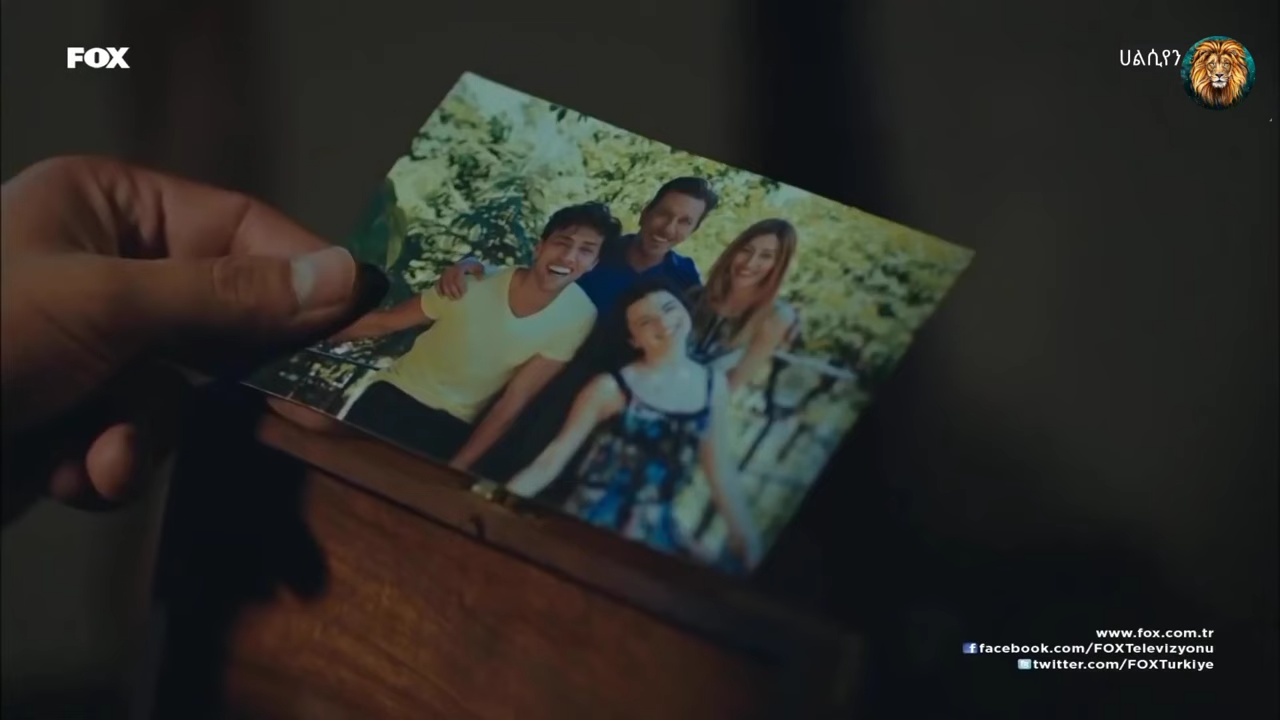 FOX
ሀልሲየን
www.fox.com.tr
facebook.com/FOXTelevizyonu
twitter.com/FOXTurkiye